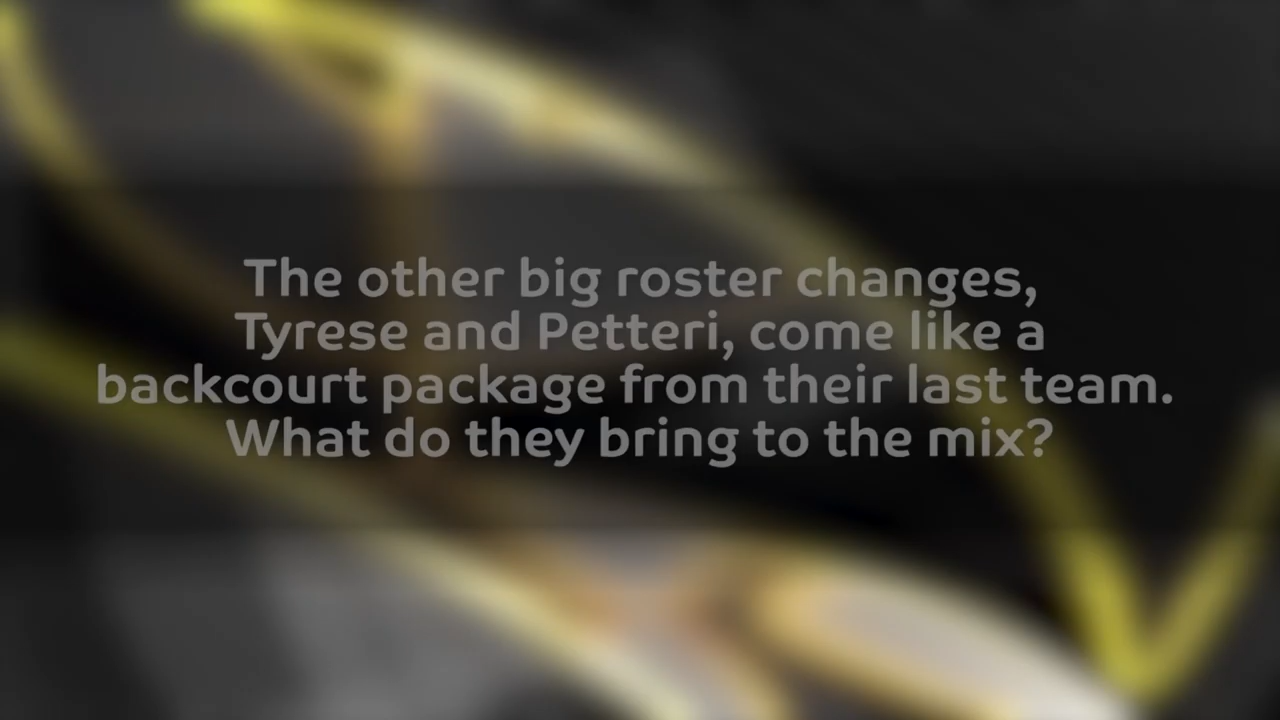 The other big roster changes,
Tyrese and Petteri, come like a
backcourt package from their last team.
What do they bring to the mix?